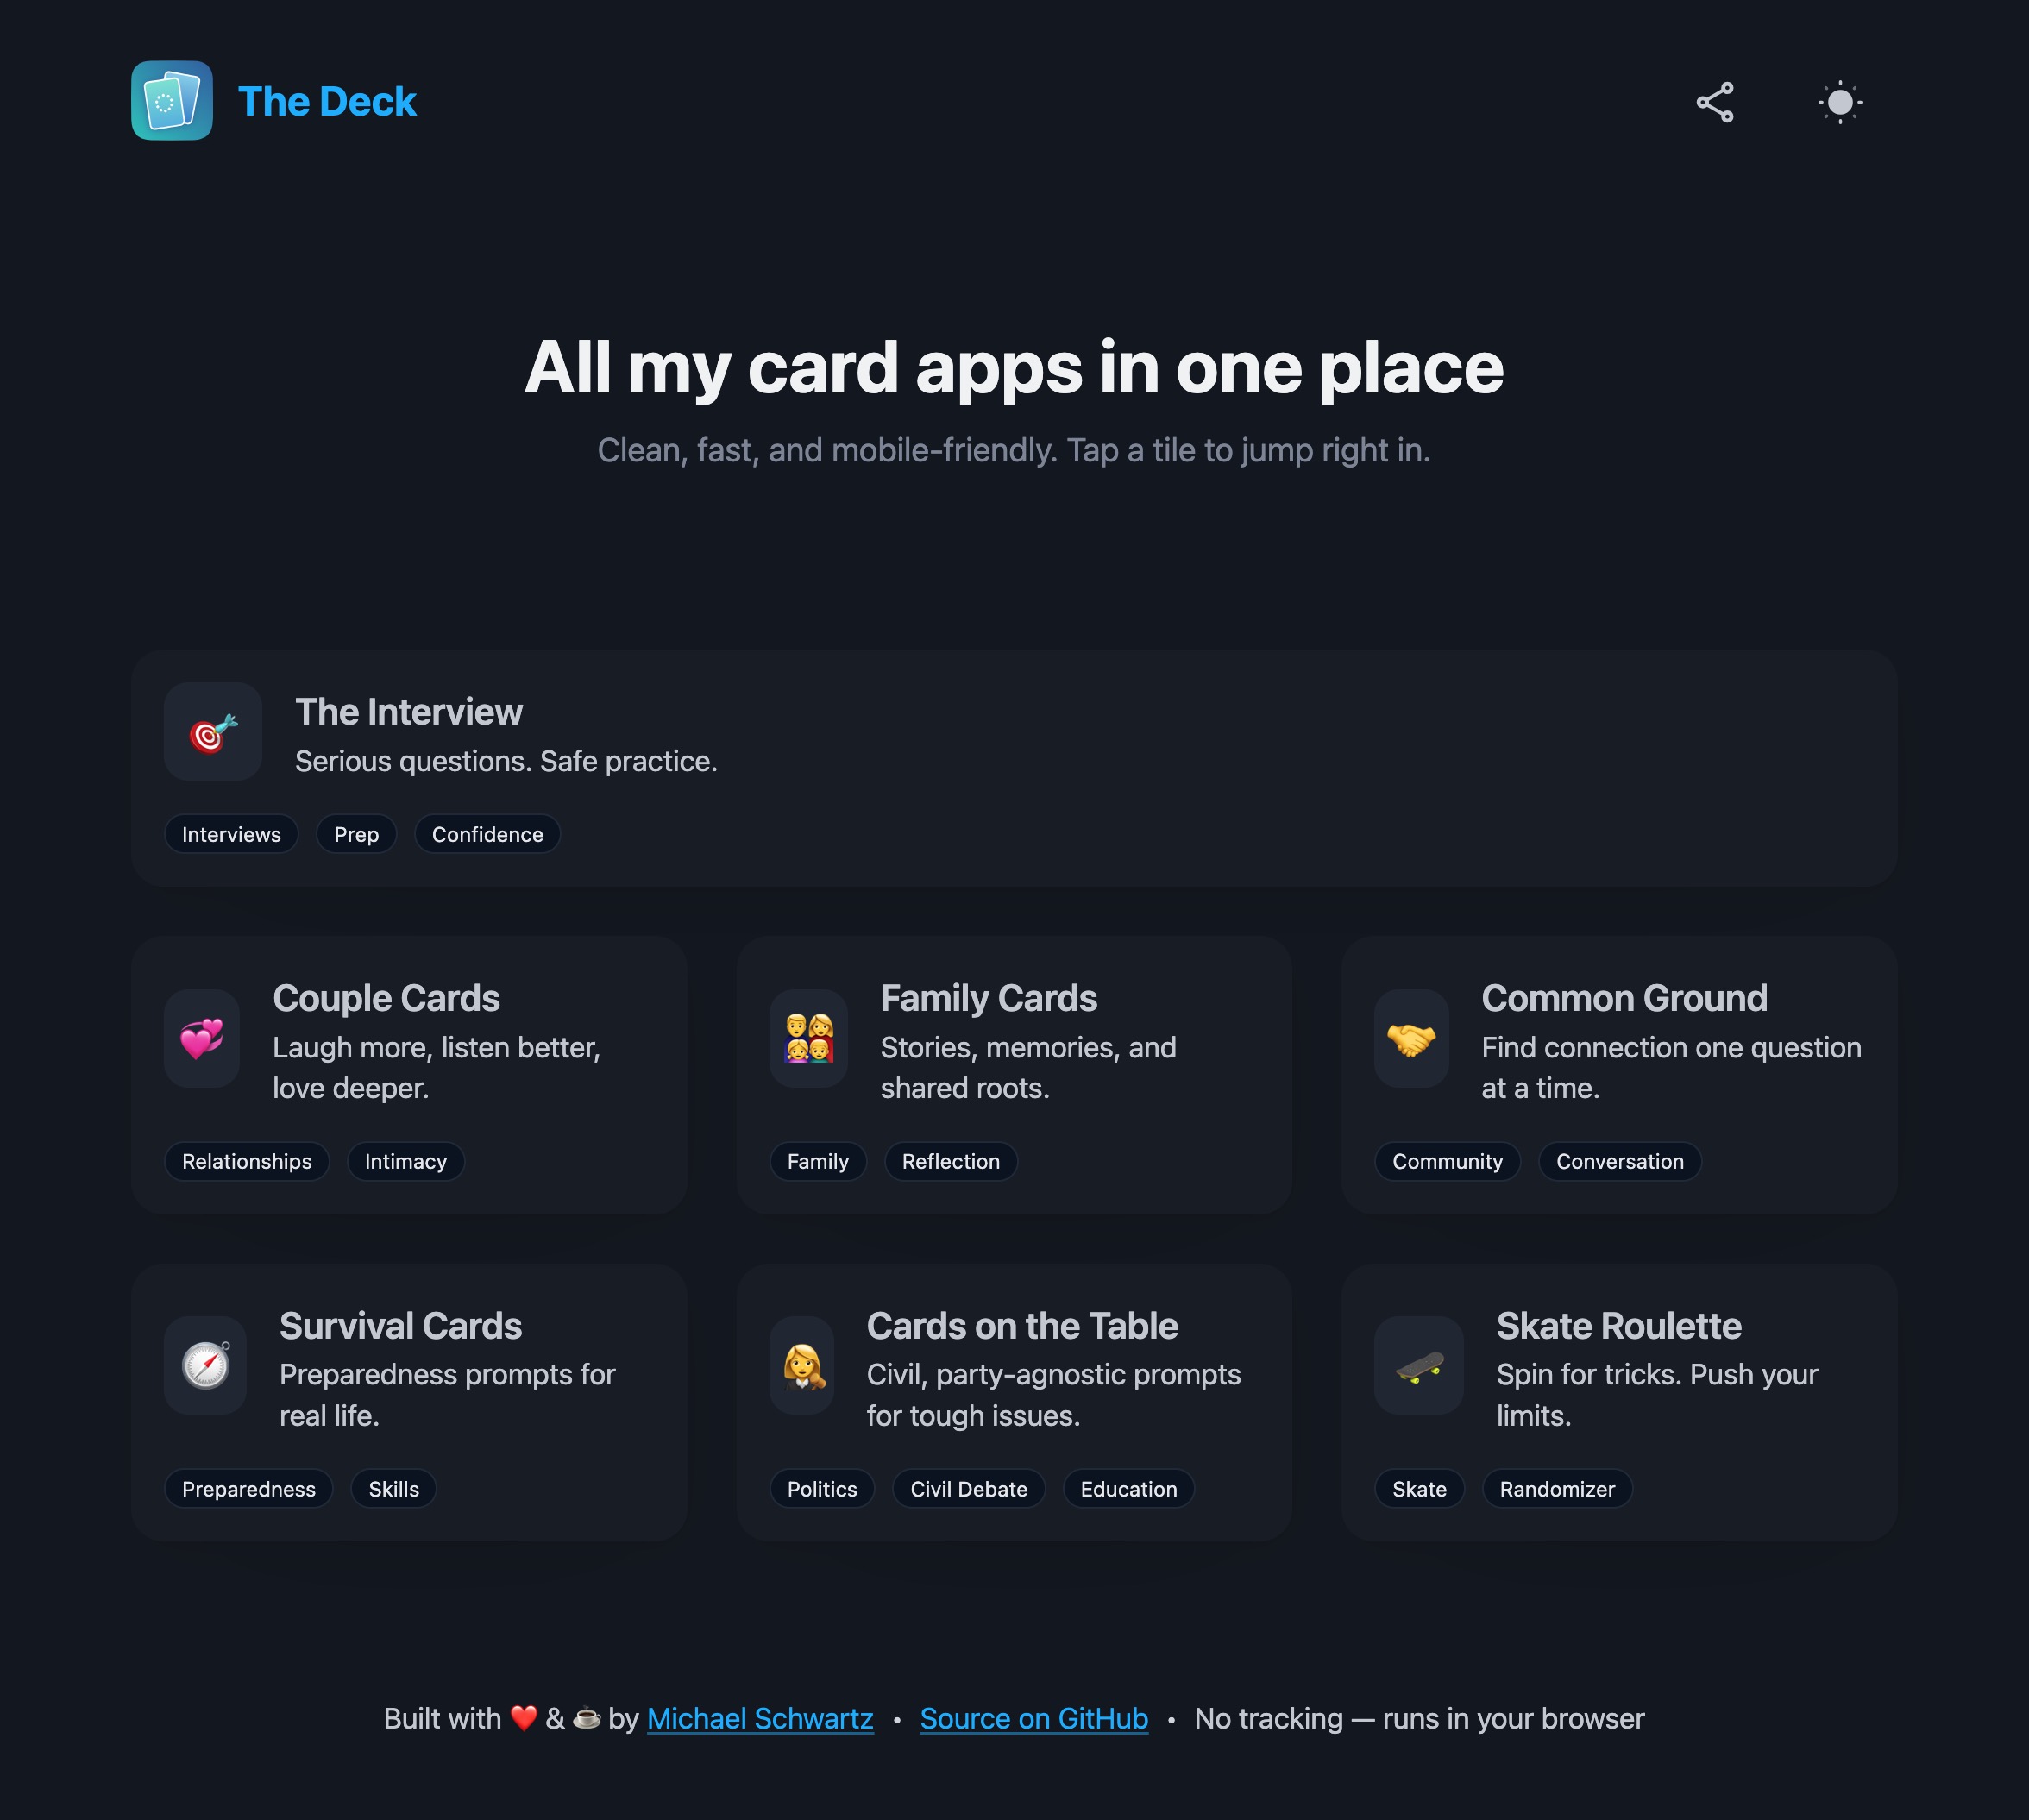 The Deck
All my card apps in one place
Clean, fast, and mobile-friendly. Tap a tile to jump right in.
The Interview
Serious questions. Safe practice.
Interviews Prep Confidence
Couple Cards
Laugh more, listen better,
love deeper.
Relationships Intimacy
Family Cards
Stories, memories, and
shared roots.
Family Reflection
Common Ground
Find connection one question
at a time.
Community Conversation
Survival Cards
Preparedness prompts for
real life.
Preparedness Skills
Cards on the Table
Civil, party-agnostic prompts
for tough issues.
Politics Civil Debate Education
Skate Roulette
Spin for tricks. Push your
limits.
Skate Randomizer
Built with ❤️ & ☕ by Michael Schwartz • Source on GitHub • No tracking — runs in your browser